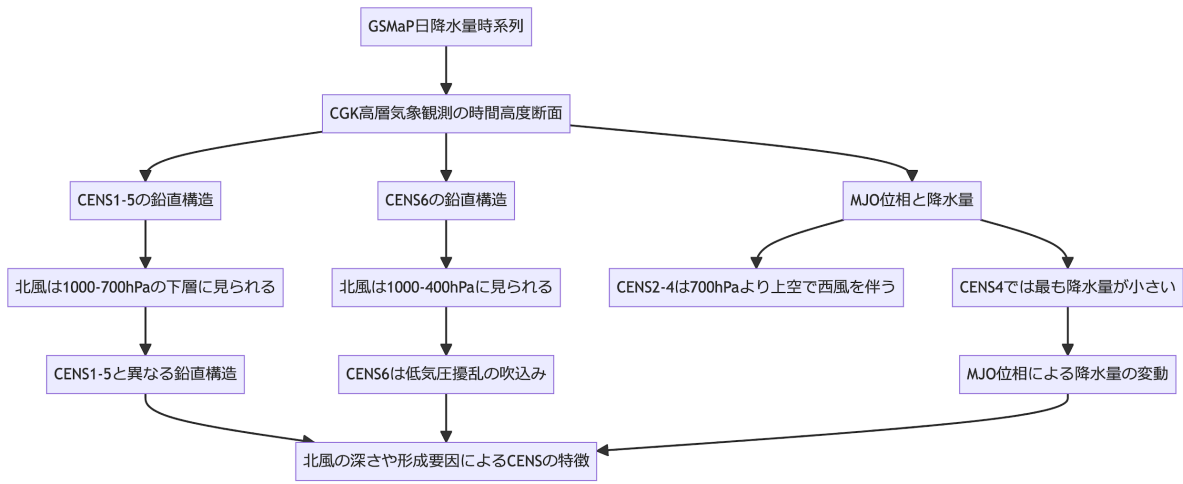 GSMaP日降水量時系列
CGK高層気象観測の時間高度断面
CENS1-5の鉛直構造
CENS6の鉛直構造
MJO位相と降水量
北風は1000-700hPaの下層に見られる
北風は1000-400hPaに見られる
CENS2-4は700hPaより上空で西風を伴う
CENS4では最も降水量が小さい
CENS1-5と異なる鉛直構造
CENS6は低気圧擾乱の吹込み
MJO位相による降水量の変動
北風の深さや形成要因によるCENSの特徴